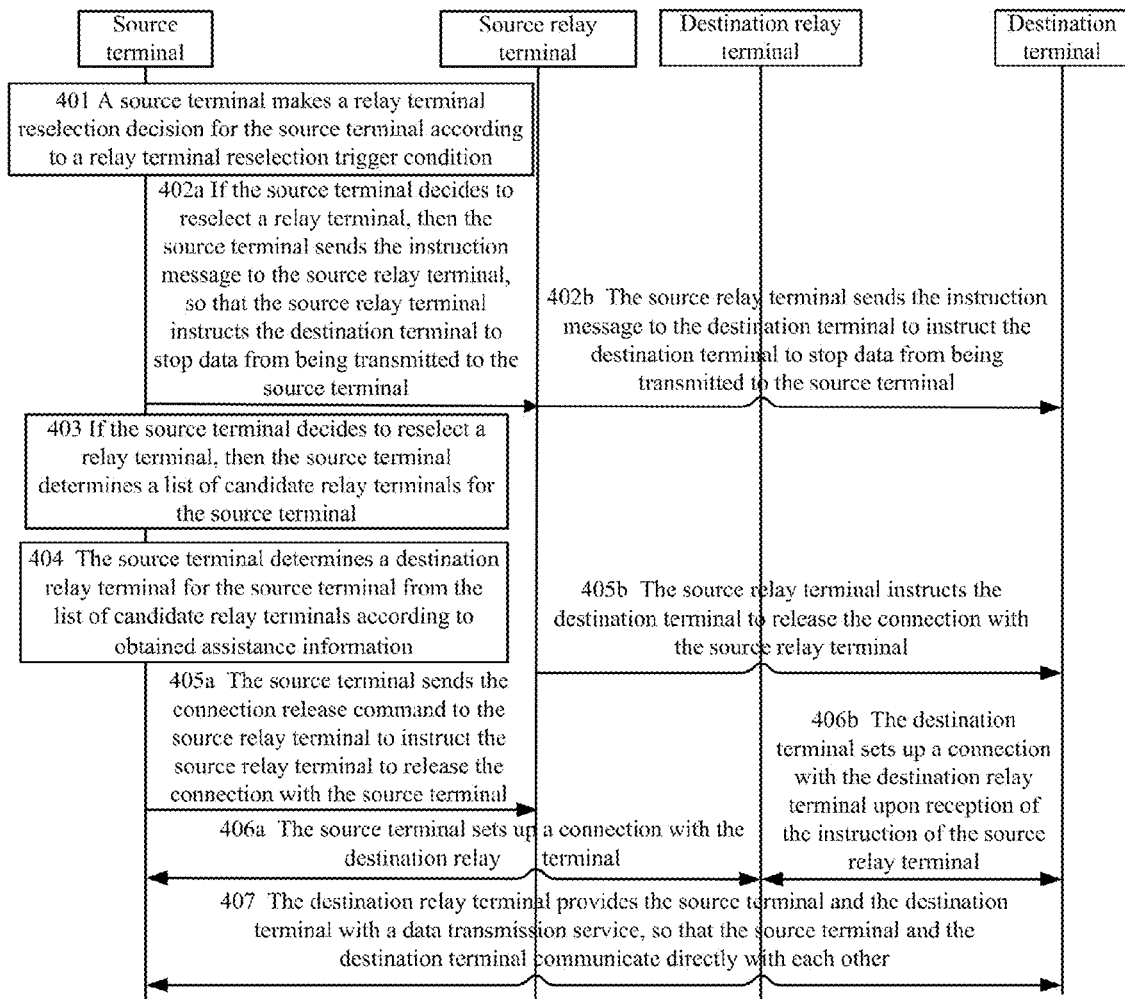 Source
terminal
Source relay
terminal
Destination relay
terminal
Destination
terminal
401 A source terminal makes a relay terminal
reselection decision for the source terminal according
to a relay terminal reselection trigger condition
402a If the source terminal decides to
reselect a relay terminal, then the
source terminal sends the instruction
message to the source relay terminal,
so that the source relay terminal
instructs the destination terminal to
stop data from being transmitted to the
source terminal
402b The source relay terminal sends the instruction
message to the destination terminal to instruct the
destination terminal to stop data from being
transmitted to the source terminal
403 If the source terminal decides to reselect a
relay terminal, then the source terminal
determines a list of candidate relay terminals for
the source terminal
404 The source terminal determines a destination
relay terminal for the source terminal from the
list of candidate relay terminals according to
obtained assistance information
405b The source relay terminal instructs the
destination terminal to release the connection with
the source relay terminal
405a The source terminal sends the
connection release command to the
source relay terminal to instruct the
source relay terminal to release the
connection with the source terminal
406b The destination
terminal sets up a connection
with the destination relay
terminal upon reception of
the instruction of the source
relay terminal
406a The source terminal sets up a connection with the
destination relay terminal
407 The destination relay terminal provides the source terminal and the destination
terminal with a data transmission service, so that the source terminal and the
destination terminal communicate directly with each other